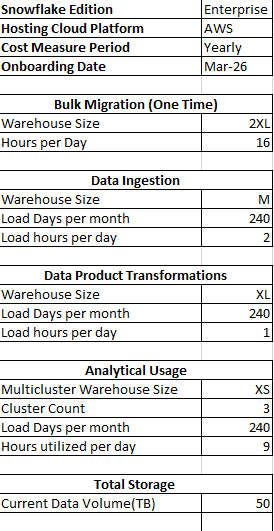 Snowflake Edition Enterprise
Hosting Cloud Platform AWS
Cost Measure Period Yearly
Onboarding Date Mar-26
Bulk Migration (One Time)
Warehouse Size 2XL
Hours per Day 16
Data Ingestion
Warehouse Size M
Load Days per month 240
Load hours per day 2
Data Product Transformations
Warehouse Size XL
Load Days per month 240
Load hours per day 1
Analytical Usage
Multicluster Warehouse Size XS
Cluster Count 3
Load Days per month 240
Hours utilized per day 9
Total Storage
Current Data Volume(TB) 50